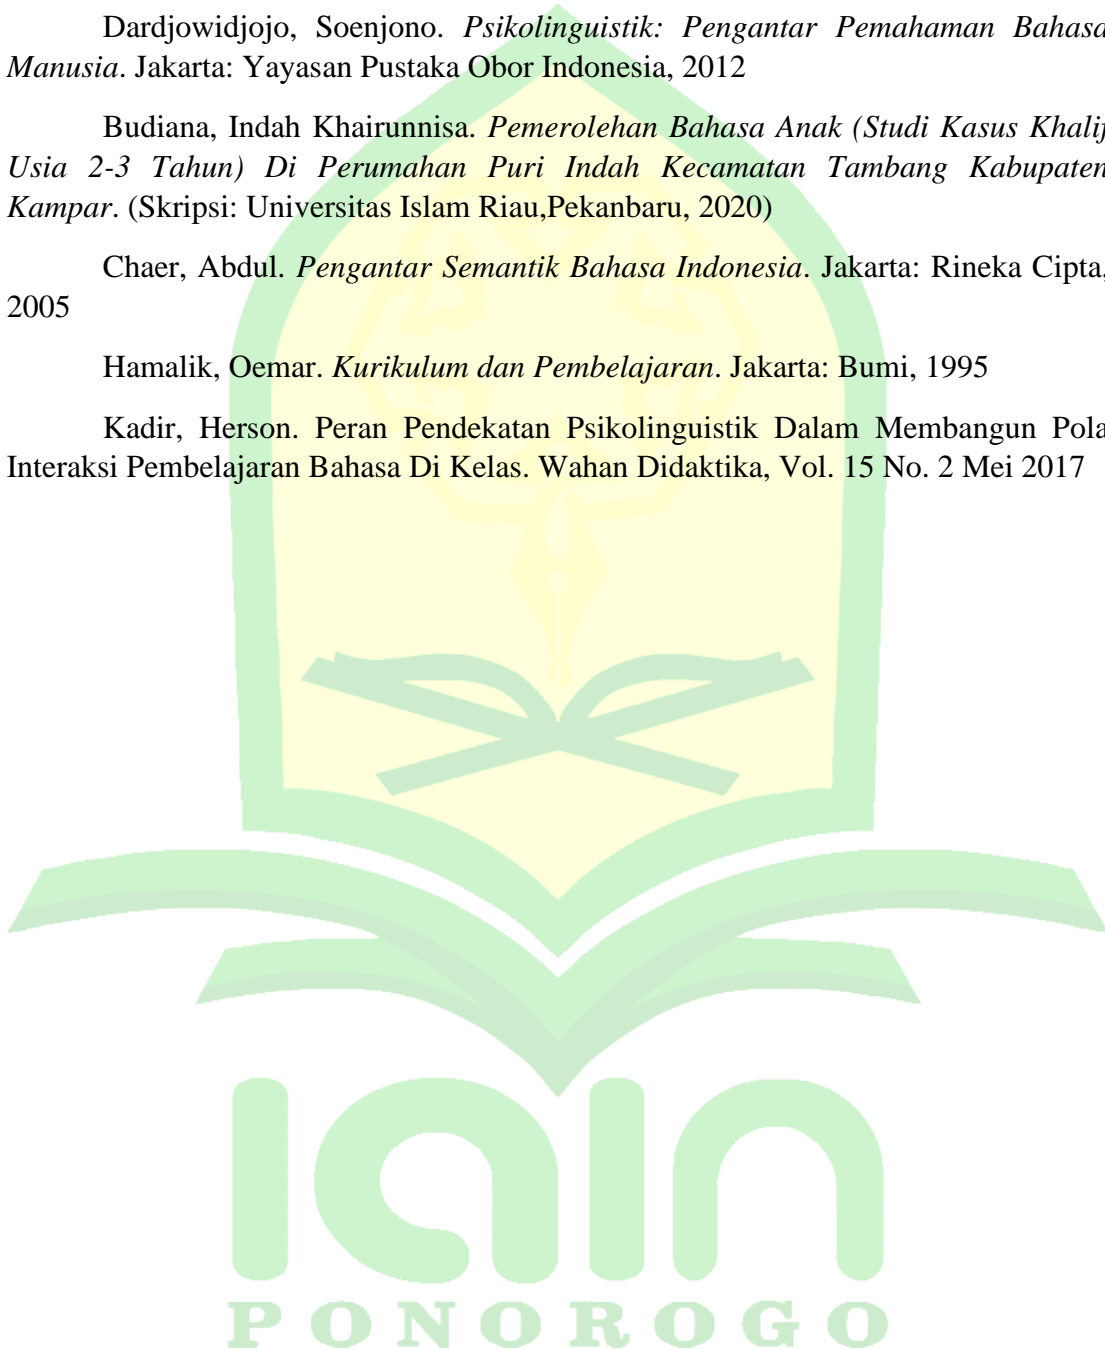 Dardjowidjojo, Soenjono. Psikolinguistik: Pengantar Pemahaman Bahasa
Manusia. Jakarta: Yayasan Pustaka Obor Indonesia, 2012
Budiana, Indah Khairunnisa. Pemerolehan Bahasa Anak (Studi Kasus Khalif
Usia 2-3 Tahun) Di Perumahan Puri Indah Kecamatan Tambang Kabupaten
Kampar. (Skripsi: Universitas Islam Riau,Pekanbaru, 2020)
Chaer, Abdul. Pengantar Semantik Bahasa Indonesia. Jakarta: Rineka Cipta,
2005
Hamalik, Oemar. Kurikulum dan Pembelajaran. Jakarta: Bumi, 1995
Kadir, Herson. Peran Pendekatan Psikolinguistik Dalam Membangun Pola
Interaksi Pembelajaran Bahasa Di Kelas. Wahan Didaktika, Vol. 15 No. 2 Mei 2017
iain
PONOROGO